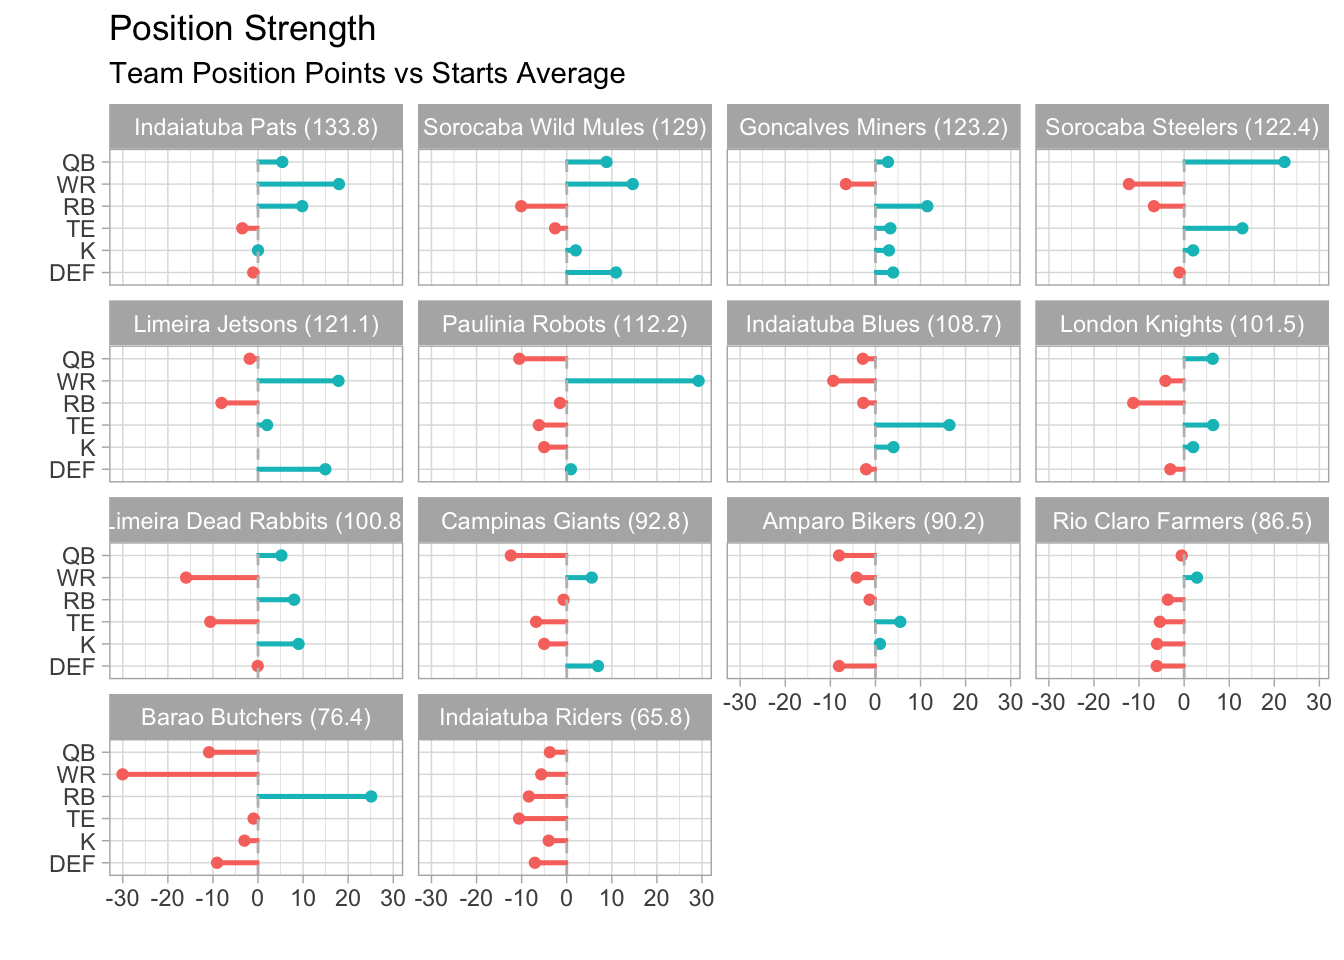 Position Strength
Team Position Points vs Starts Average
Indaiatuba Pats (133.8)
Sorocaba Wild Mules (129)
Goncalves Miners (123.2)
Sorocaba Steelers (122.4)
QB
WR
RB
TE
K
DEF
Limeira Jetsons (121.1)
Paulinia Robots (112.2)
Indaiatuba Blues (108.7)
London Knights (101.5)
QB
WR
RB
TE
K
DEF
Limeira Dead Rabbits (100.8
Campinas Giants (92.8)
Amparo Bikers (90.2)
Rio Claro Farmers (86.5)
QB
WR
RB
TE
K
DEF
-30 -20 -10 0 10 20 30
-30 -20 -10 0 10 20 30
Barao Butchers (76.4)
Indaiatuba Riders (65.8)
QB
WR
RB
TE
K
DEF
-30 -20 -10 0 10 20 30
-30 -20 -10 0 10 20 30